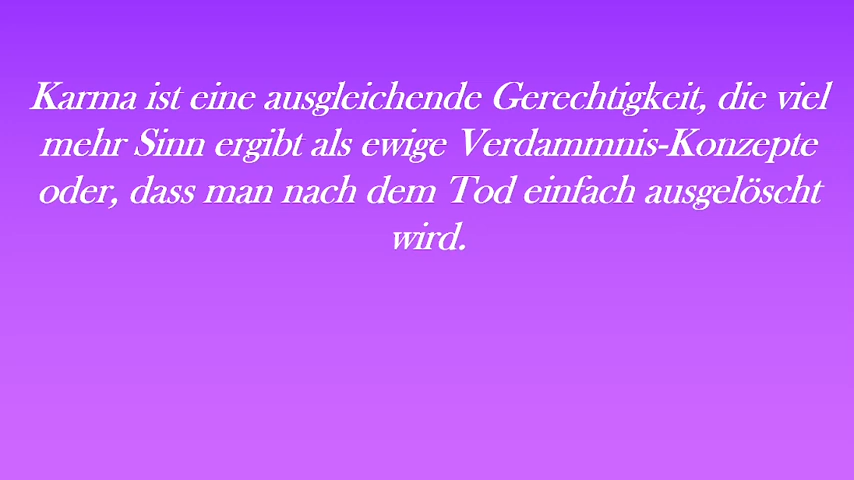 Karma ist eine ausgleichende Gerechtigkeit, die viel
mehr Sinn ergibt als ewige Verdammnis-Konzepte
oder, dass man nach dem Tod einfach ausgelöscht
wird.